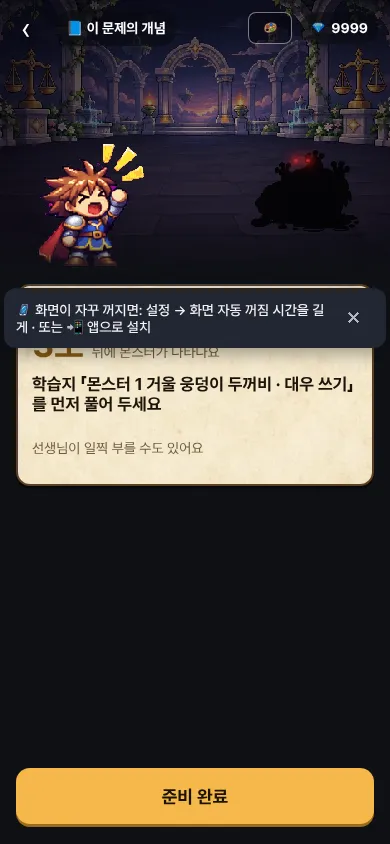 이 문제의 개념
9999
화면이 자꾸 꺼지면: 설정 → 화면 자동 꺼짐 시간을 길
게 · 또는 앱으로 설치
뒤에 몬스터가 나타나요
학습지 「몬스터 1 거울 웅덩이 두꺼비 · 대우 쓰기」
를 먼저 풀어 두세요
선생님이 일찍 부를 수도 있어요
준비 완료